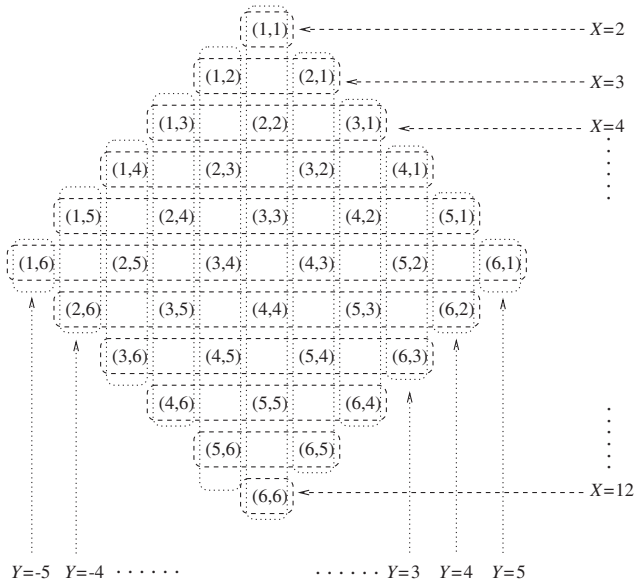 (1,1) X=2
(1,2) (2,1) X=3
(1,3) (2,2) (3,1) X=4
(1,4) (2,3) (3,2) (4,1)
(1,5) (2,4) (3,3) (4,2) (5,1)
(1,6) (2,5) (3,4) (4,3) (5,2) (6,1)
(2,6) (3,5) (4,4) (5,3) (6,2)
(3,6) (4,5) (5,4) (6,3)
(4,6) (5,5) (6,4)
(5,6) (6,5)
(6,6) X=12
Y=-5 Y=-4 ······ ······ Y=3 Y=4 Y=5